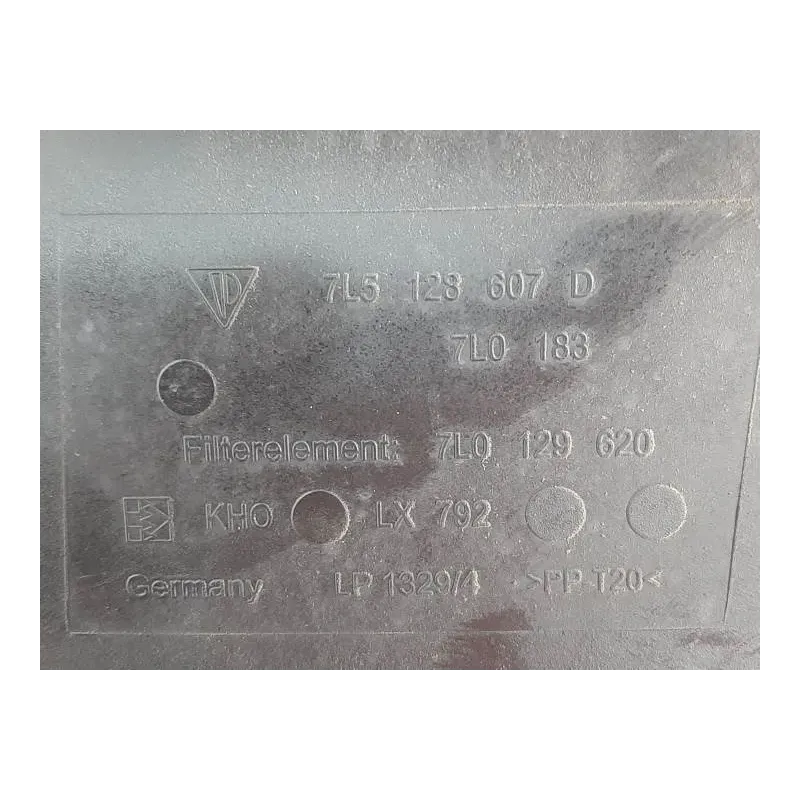 7L5 128 607 D
7L0 183
Filterelement: 7L0 129 620
KHO LX 792
Germany LP 1329/4 >PP-T20<